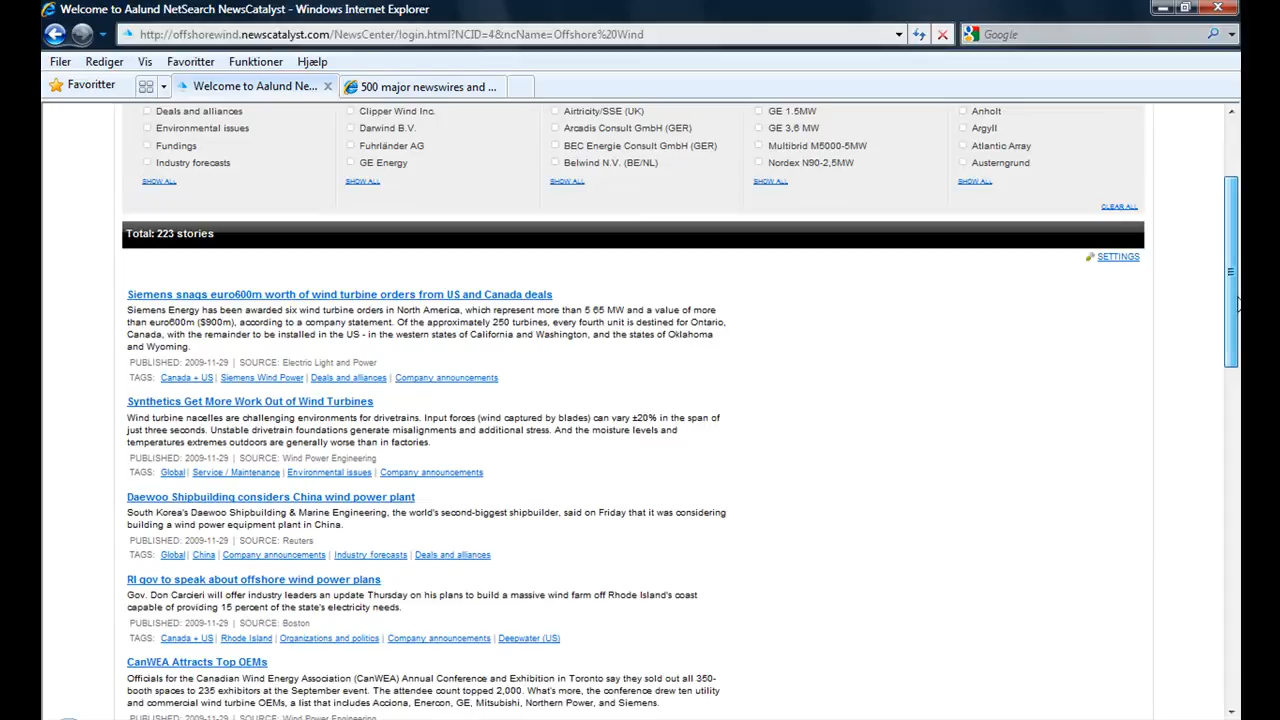 Welcome to Aalund NetSearch NewsCatalyst - Windows Internet Explorer
http://offshorewind.newscatalyst.com/NewsCenter/login.html?NCID=4&ncName=Offshore%20Wind
Google
Filer Rediger Vis Favoritter Funktioner Hjælp
Favoritter Welcome to Aalund Ne... x 500 major newswires and ...
Deals and alliances Clipper Wind Inc. Airtricity/SSE (UK) GE 1.5MW Anholt
Environmental issues Darwind B.V. Arcadis Consult GmbH (GER) GE 3,6 MW Argyll
Fundings Fuhrländer AG BEC Energie Consult GmbH (GER) Multibrid M5000-5MW Atlantic Array
Industry forecasts GE Energy Belwind N.V. (BE/NL) Nordex N90-2,5MW Austerngrund
SHOW ALL SHOW ALL SHOW ALL SHOW ALL SHOW ALL
CLEAR ALL
Total: 223 stories
SETTINGS
Siemens snags euro600m worth of wind turbine orders from US and Canada deals
Siemens Energy has been awarded six wind turbine orders in North America, which represent more than 5 65 MW and a value of more
than euro600m ($900m), according to a company statement. Of the approximately 250 turbines, every fourth unit is destined for Ontario,
Canada, with the remainder to be installed in the US - in the western states of California and Washington, and the states of Oklahoma
and Wyoming.
PUBLISHED: 2009-11-29 | SOURCE: Electric Light and Power
TAGS: Canada + US | Siemens Wind Power | Deals and alliances | Company announcements
Synthetics Get More Work Out of Wind Turbines
Wind turbine nacelles are challenging environments for drivetrains. Input forces (wind captured by blades) can vary ±20% in the span of
just three seconds. Unstable drivetrain foundations generate misalignments and additional stress. And the moisture levels and
temperatures extremes outdoors are generally worse than in factories.
PUBLISHED: 2009-11-29 | SOURCE: Wind Power Engineering
TAGS: Global | Service / Maintenance | Environmental issues | Company announcements
Daewoo Shipbuilding considers China wind power plant
South Korea's Daewoo Shipbuilding & Marine Engineering, the world's second-biggest shipbuilder, said on Friday that it was considering
building a wind power equipment plant in China.
PUBLISHED: 2009-11-29 | SOURCE: Reuters
TAGS: Global | China | Company announcements | Industry forecasts | Deals and alliances
RI gov to speak about offshore wind power plans
Gov. Don Carcieri will offer industry leaders an update Thursday on his plans to build a massive wind farm off Rhode Island's coast
capable of providing 15 percent of the state's electricity needs.
PUBLISHED: 2009-11-29 | SOURCE: Boston
TAGS: Canada + US | Rhode Island | Organizations and politics | Company announcements | Deepwater (US)
CanWEA Attracts Top OEMs
Officials for the Canadian Wind Energy Association (CanWEA) Annual Conference and Exhibition in Toronto say they sold out all 350-
booth spaces to 235 exhibitors at the September event. The attendee count topped 2,000. What's more, the conference drew ten utility
and commercial wind turbine OEMs, a list that includes Acciona, Enercon, GE, Mitsubishi, Northern Power, and Siemens.
PUBLISHED: 2009-11-29 | SOURCE: Wind Power Engineering